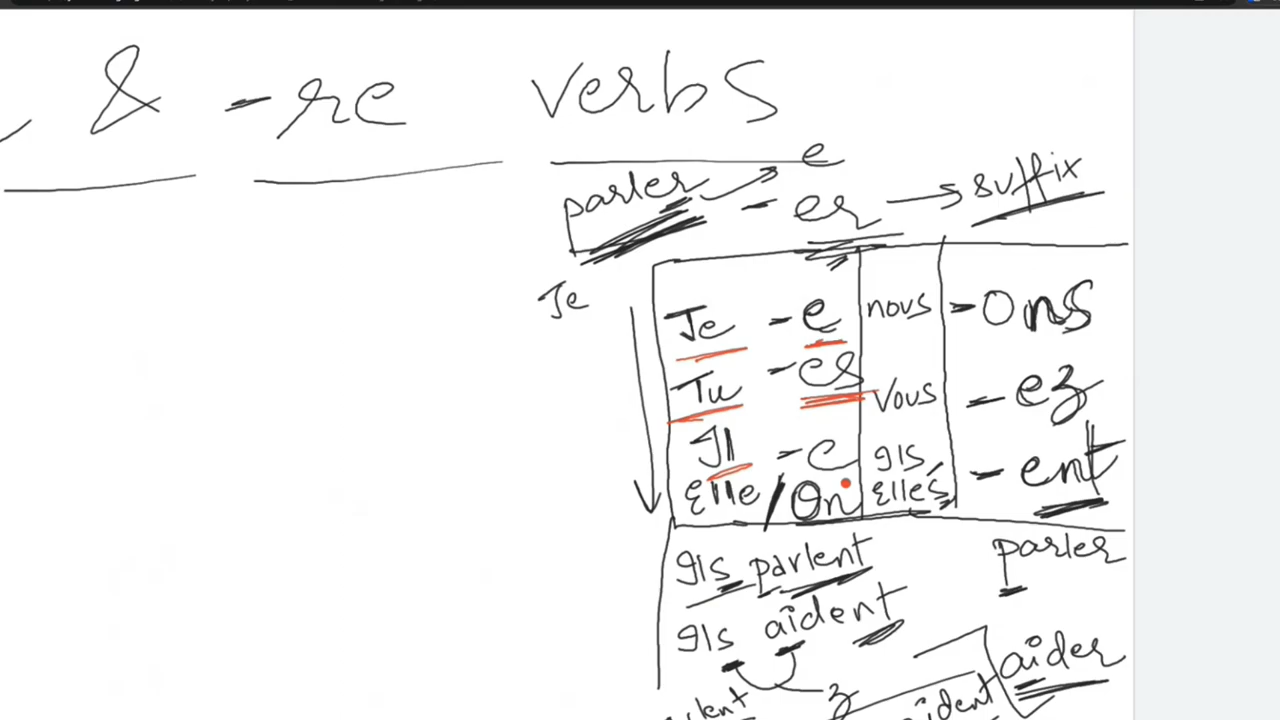 & -re verbs
parler e
-er suffix
Je
Je -e nous -ons
Tu -es vous -ez
Il -e Ils -ent
Elle / On Elles
Ils parlent parler
Ils aident aider
z